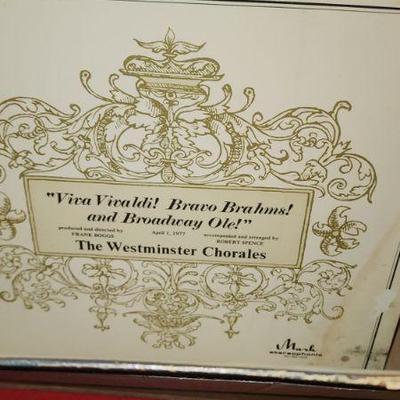 "Viva Vivaldi! Bravo Brahms!
and Broadway Ole!"
produced and directed by April 1, 1977 accompanied and arranged by
FRANK BOGGS ROBERT SPENCE
The Westminster Chorales
Mark
stereophonic